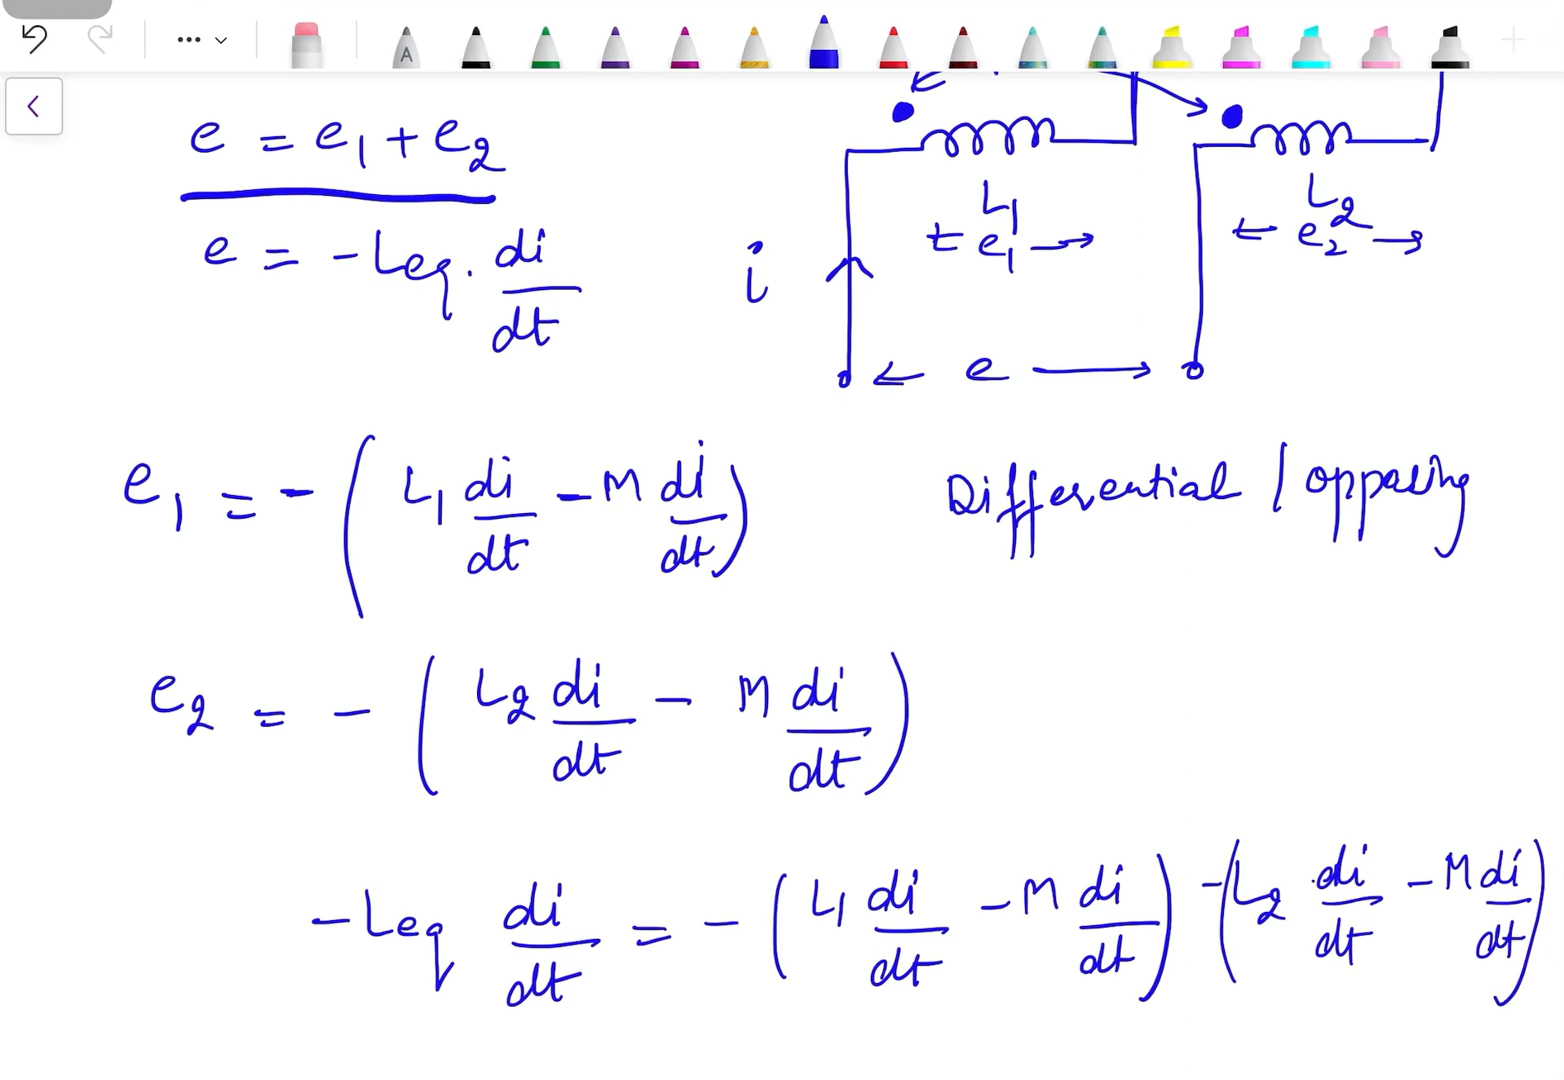 A
e = e₁ + e₂
e = -Leq. di/dt
L₁
L₂
← e₁ →
← e₂ →
i
← e →
e₁ = - ( L₁ di/dt - M di/dt )
Differential / opposing
e₂ = - ( L₂ di/dt - M di/dt )
-Leq di/dt = - ( L₁ di/dt - M di/dt ) - ( L₂ di/dt - M di/dt )